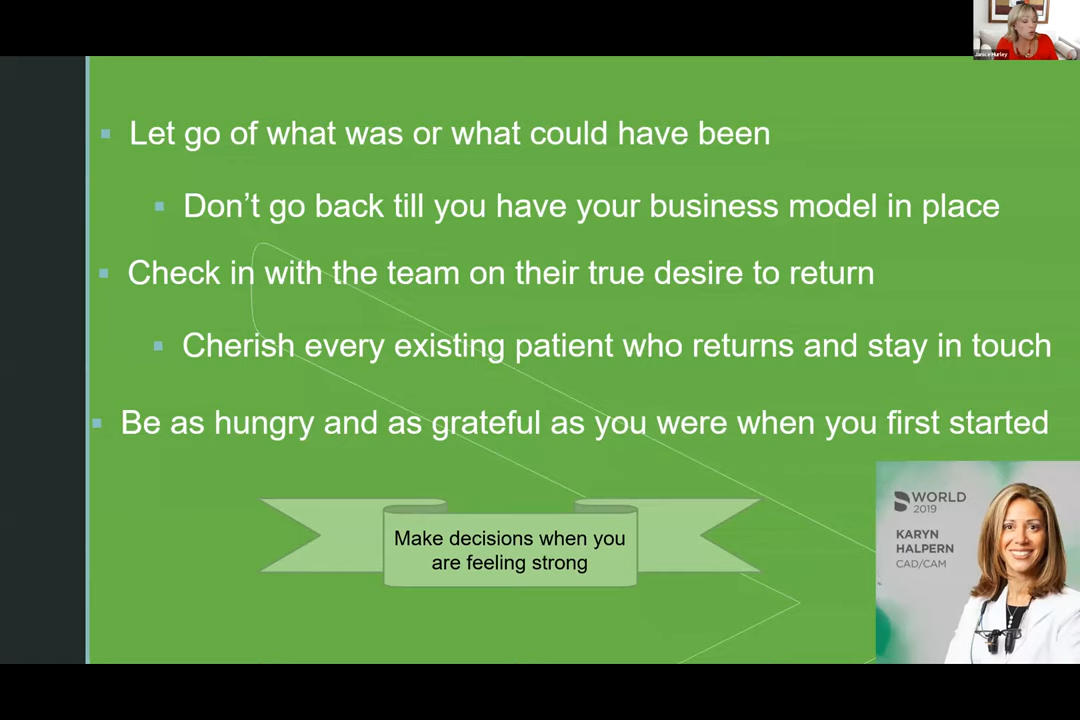 Janice Hurley
Let go of what was or what could have been
Don’t go back till you have your business model in place
Check in with the team on their true desire to return
Cherish every existing patient who returns and stay in touch
Be as hungry and as grateful as you were when you first started
Make decisions when you
are feeling strong
WORLD
2019
KARYN
HALPERN
CAD/CAM